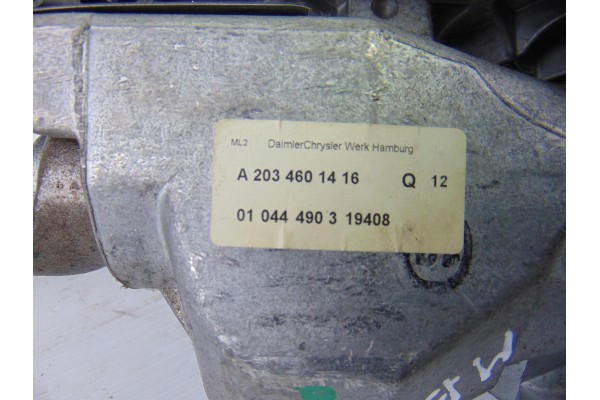 ML2 DaimlerChrysler Werk Hamburg
A 203 460 14 16 Q 12
01 044 490 3 19408